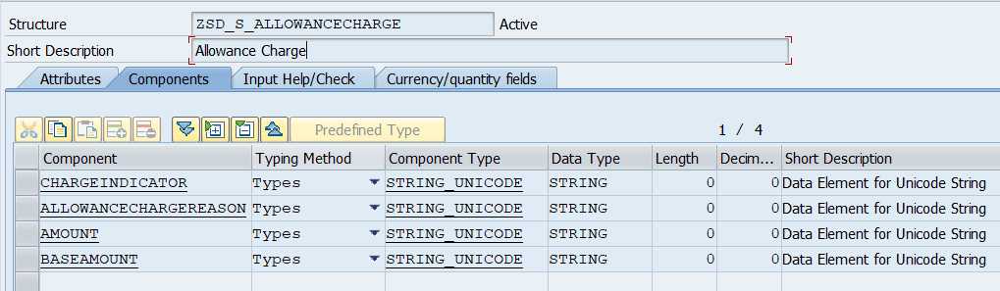 Structure ZSD_S_ALLOWANCECHARGE Active
Short Description Allowance Charge
Attributes Components Input Help/Check Currency/quantity fields
Predefined Type 1 / 4
Component Typing Method Component Type Data Type Length Decim... Short Description
CHARGEINDICATOR Types STRING_UNICODE STRING 0 0 Data Element for Unicode String
ALLOWANCECHARGEREASON Types STRING_UNICODE STRING 0 0 Data Element for Unicode String
AMOUNT Types STRING_UNICODE STRING 0 0 Data Element for Unicode String
BASEAMOUNT Types STRING_UNICODE STRING 0 0 Data Element for Unicode String